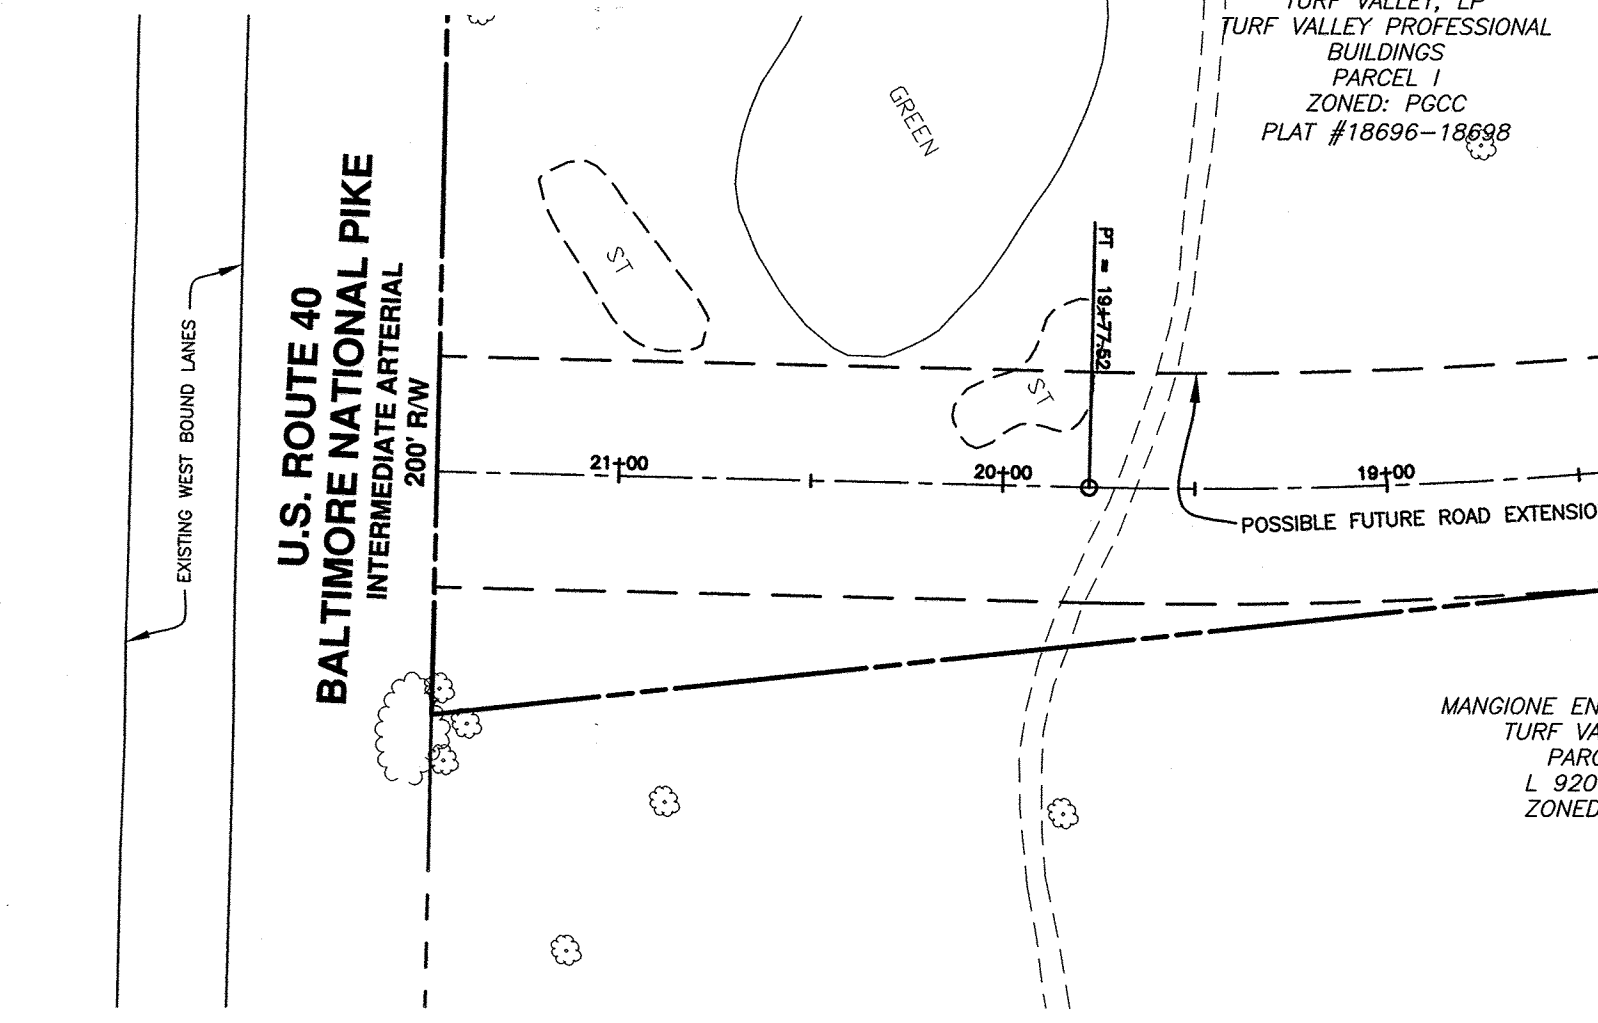 TURF VALLEY, LP
TURF VALLEY PROFESSIONAL
BUILDINGS
PARCEL I
ZONED: PGCC
PLAT #18696-18698
GREEN
ST
ST
PT = 19+77.52
U.S. ROUTE 40
BALTIMORE NATIONAL PIKE
INTERMEDIATE ARTERIAL
200' R/W
EXISTING WEST BOUND LANES
21+00
20+00
19+00
POSSIBLE FUTURE ROAD EXTENSIO
MANGIONE EN
TURF VA
PARC
L 920
ZONED